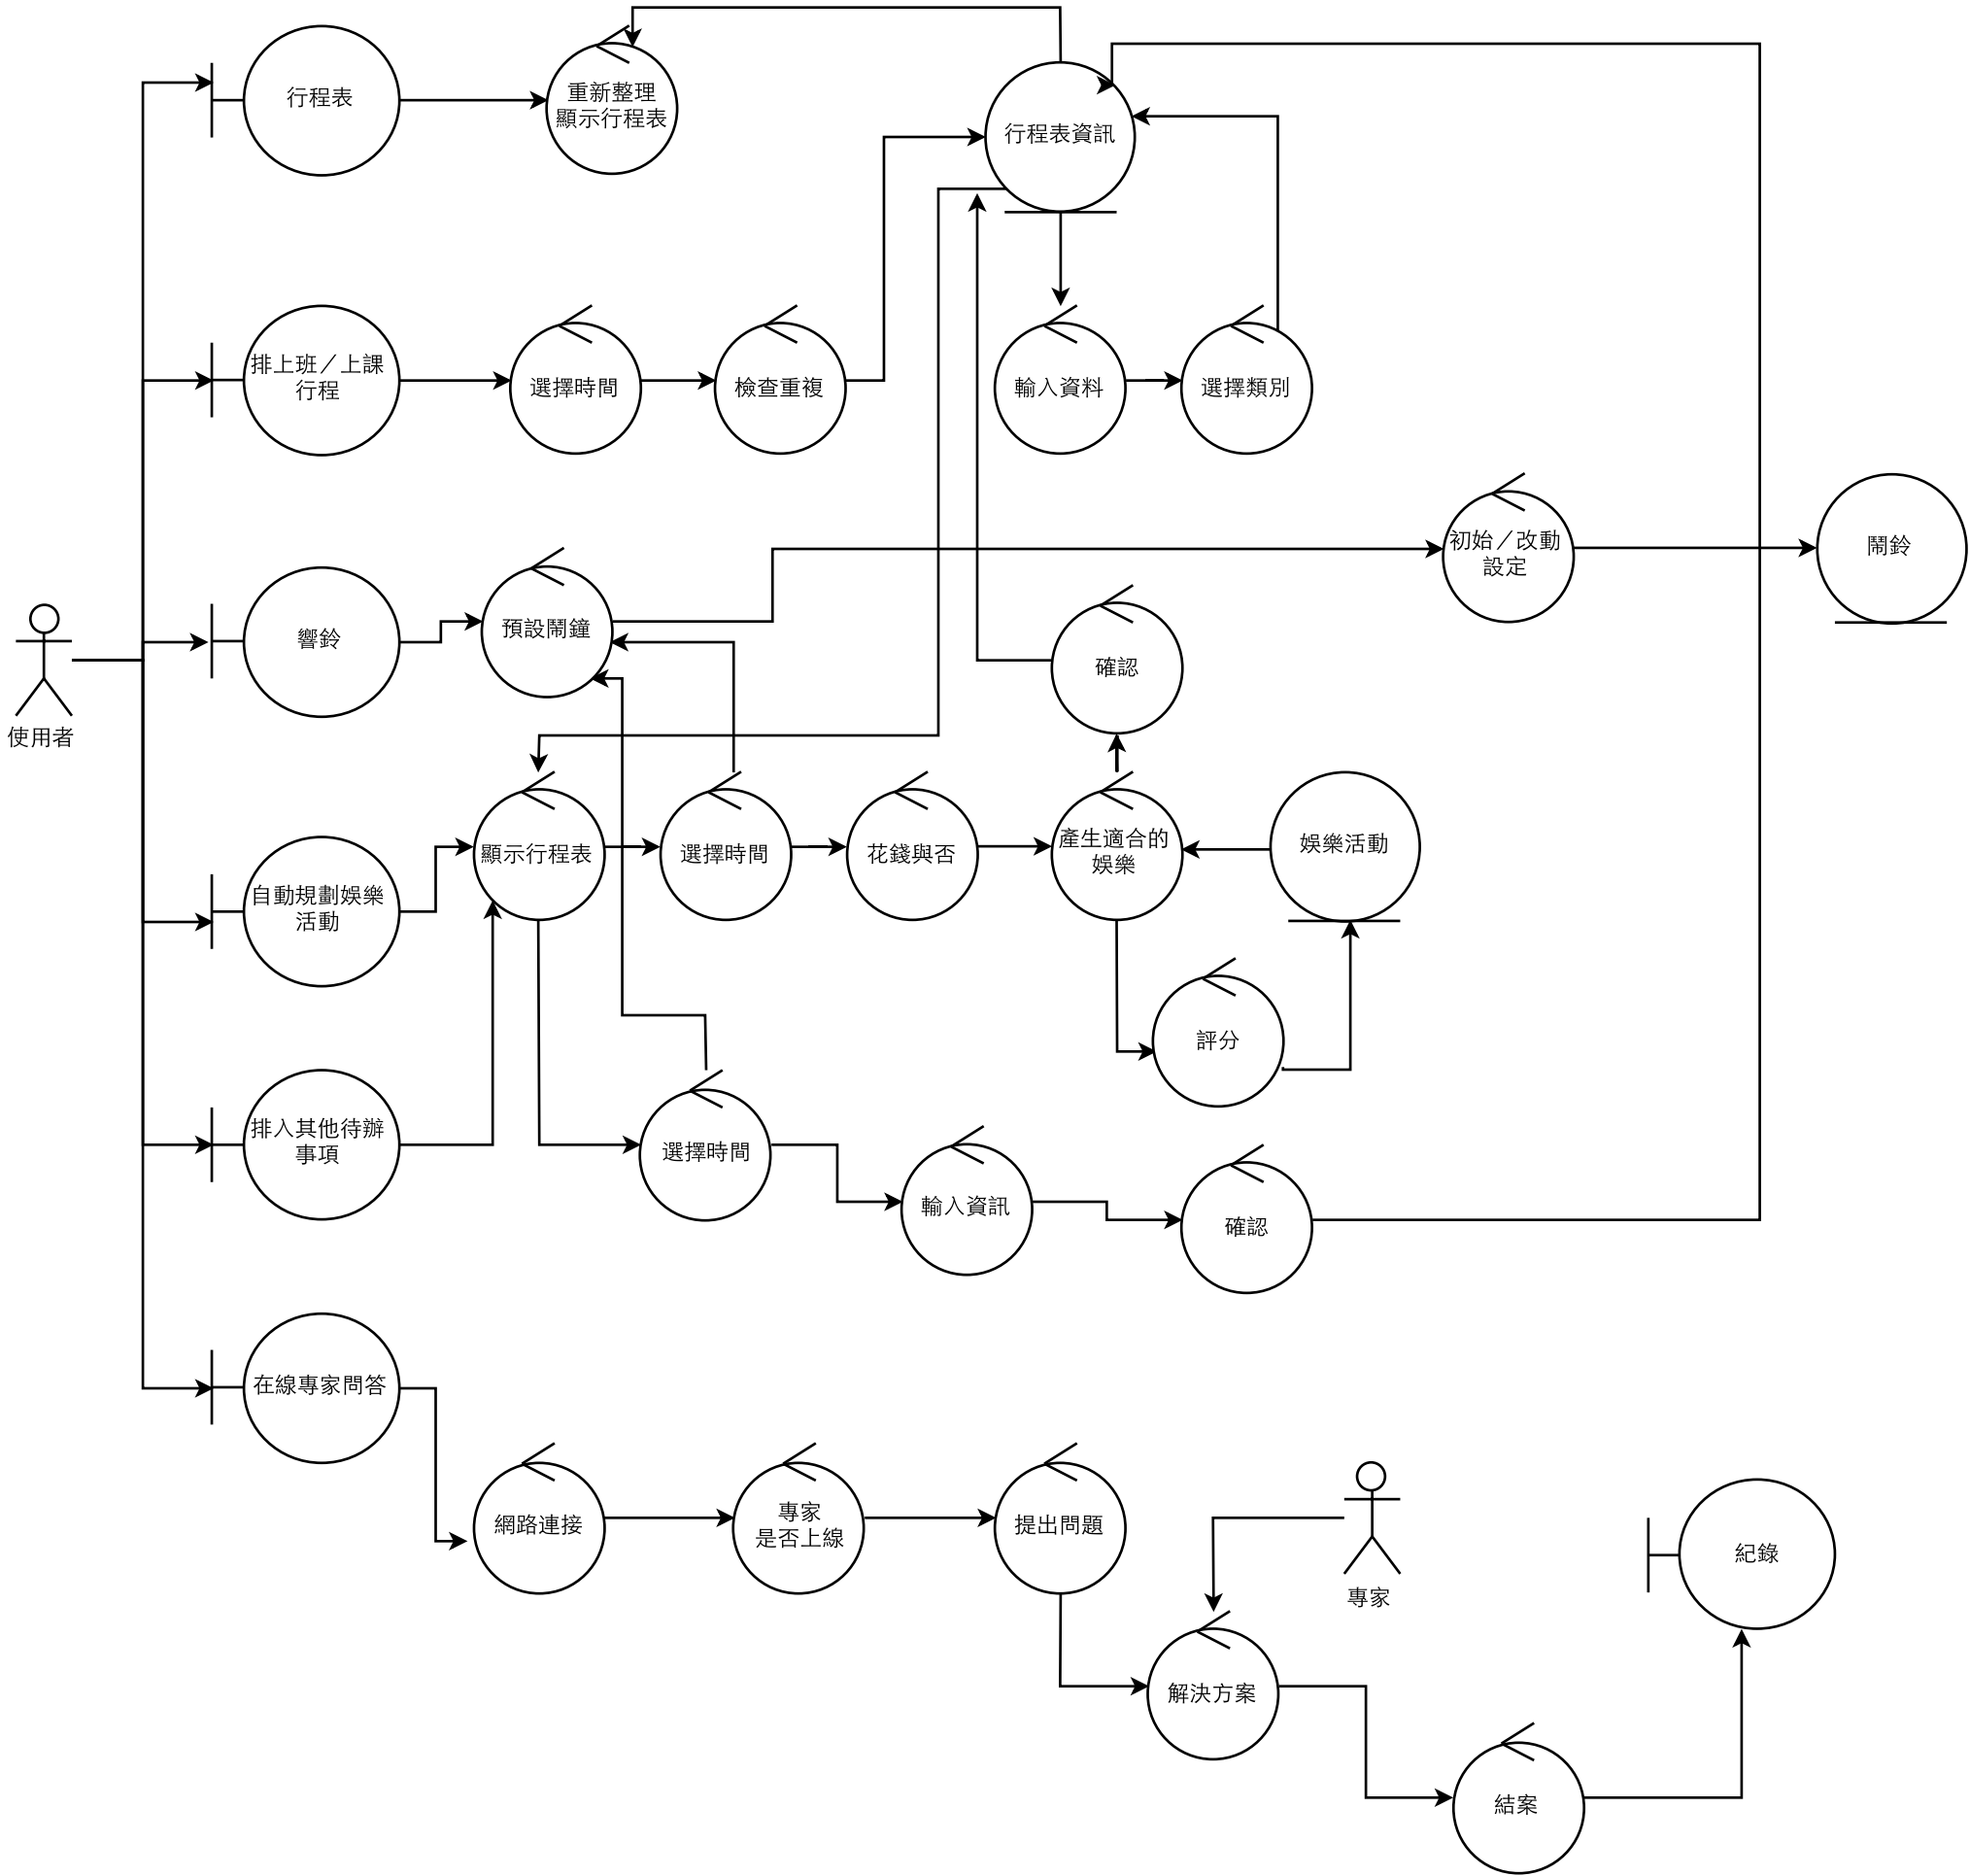 行程表
重新整理
顯示行程表
行程表資訊
排上班／上課
行程
選擇時間
檢查重複
輸入資料
選擇類別
初始／改動
設定
鬧鈴
響鈴
預設鬧鐘
確認
使用者
自動規劃娛樂
活動
顯示行程表
選擇時間
花錢與否
產生適合的
娛樂
娛樂活動
評分
排入其他待辦
事項
選擇時間
輸入資訊
確認
在線專家問答
網路連接
專家
是否上線
提出問題
專家
紀錄
解決方案
結案